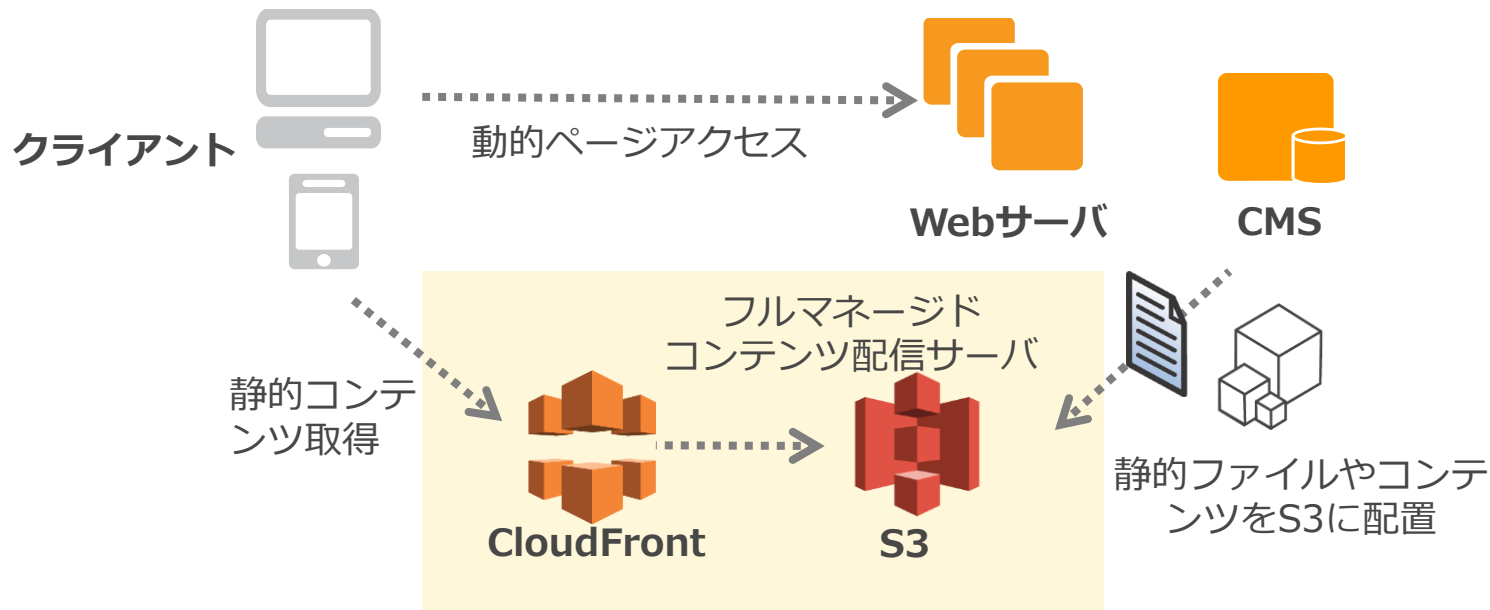 クライアント
動的ページアクセス
Webサーバ
CMS
フルマネージド
コンテンツ配信サーバ
静的コンテ
ンツ取得
CloudFront
S3
静的ファイルやコンテ
ンツをS3に配置